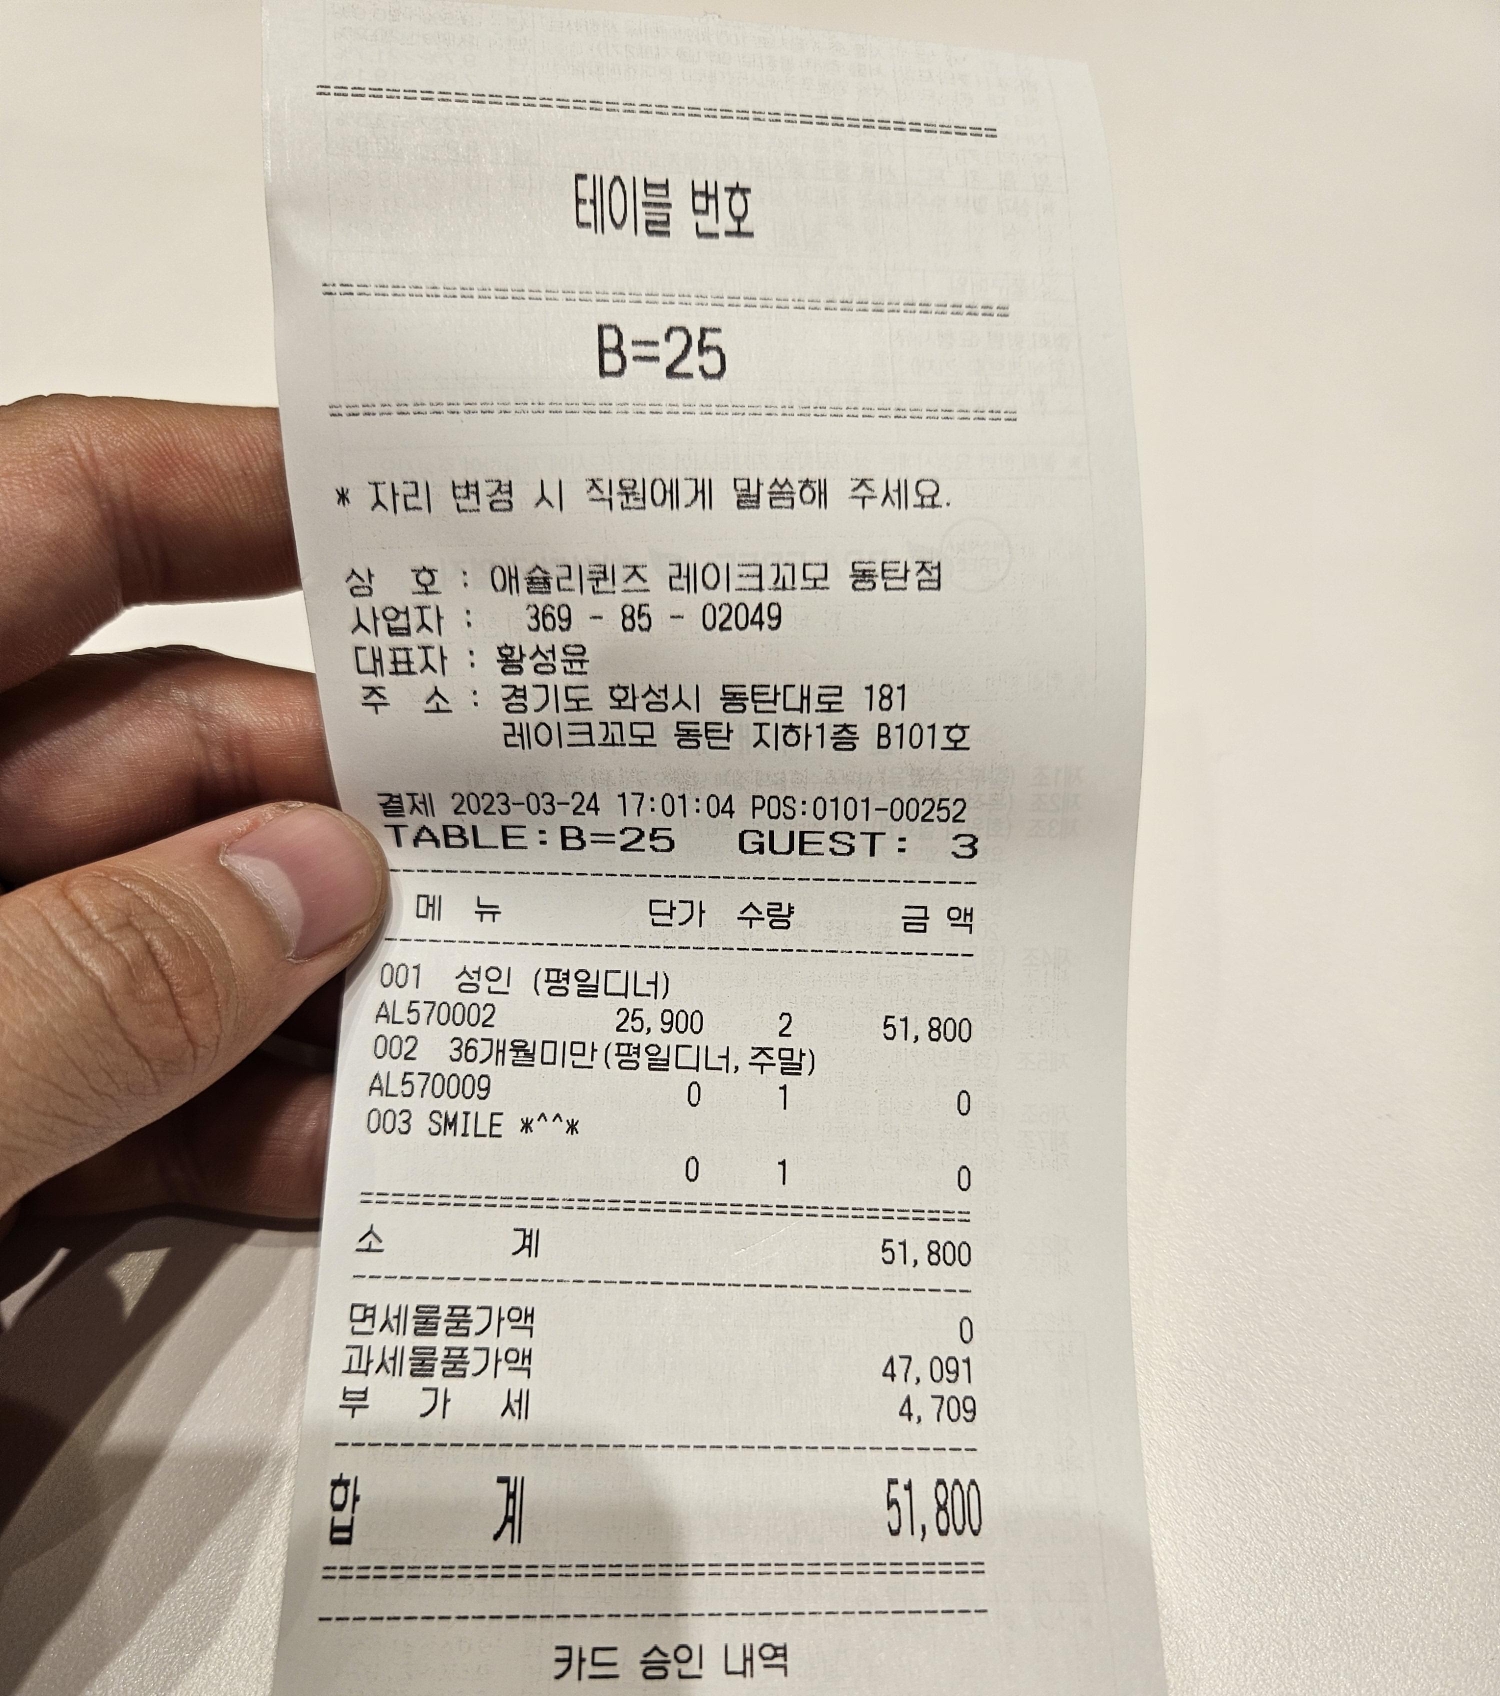 테이블 번호
B=25
* 자리 변경 시 직원에게 말씀해 주세요.
상 호 : 애슐리퀸즈 레이크꼬모 동탄점
사업자 : 369 - 85 - 02049
대표자 : 황성윤
주 소 : 경기도 화성시 동탄대로 181
레이크꼬모 동탄 지하1층 B101호
결제 2023-03-24 17:01:04 POS:0101-00252
TABLE:B=25 GUEST: 3
메 뉴 단가 수량 금 액
001 성인 (평일디너)
AL570002 25,900 2 51,800
002 36개월미만(평일디너,주말)
AL570009 0 1 0
003 SMILE *^^*
0 1 0
소 계 51,800
면세물품가액 0
과세물품가액 47,091
부 가 세 4,709
합 계 51,800
카드 승인 내역